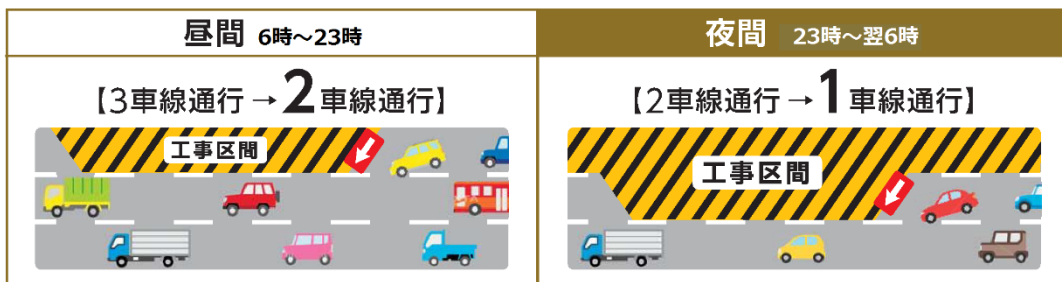 昼間 6時～23時
【3車線通行→2車線通行】
工事区間
夜間 23時～翌6時
【2車線通行→1車線通行】
工事区間